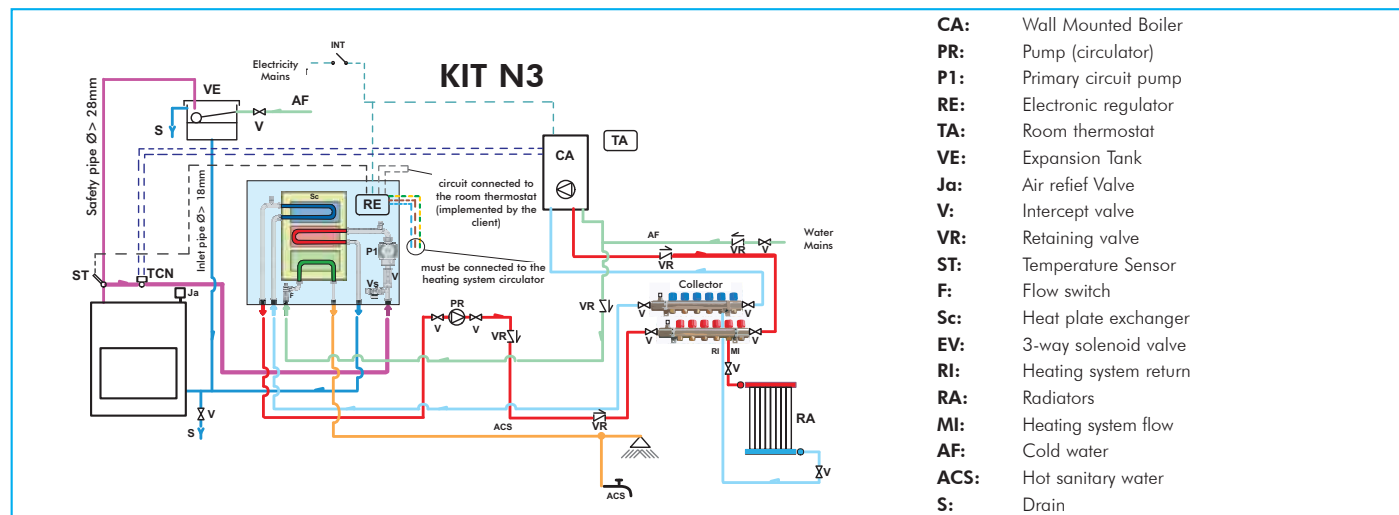 KIT N3
INT
Electricity
Mains
VE
AF
V
S
Safety pipe Ø> 28mm
Inlet pipe Ø> 18mm
ST
TCN
Ja
V
S
Sc
RE
P1
V
Vs
F
circuit connected to
the room thermostat
(implemented by the
client)
must be connected to the
heating system circulator
CA
TA
AF
VR
V
Water
Mains
VR
VR
Collector
V
V
V
V
RI
MI
PR
V
V
VR
VR
ACS
ACS
V
RA
V
CA: Wall Mounted Boiler
PR: Pump (circulator)
P1: Primary circuit pump
RE: Electronic regulator
TA: Room thermostat
VE: Expansion Tank
Ja: Air refief Valve
V: Intercept valve
VR: Retaining valve
ST: Temperature Sensor
F: Flow switch
Sc: Heat plate exchanger
EV: 3-way solenoid valve
RI: Heating system return
RA: Radiators
MI: Heating system flow
AF: Cold water
ACS: Hot sanitary water
S: Drain